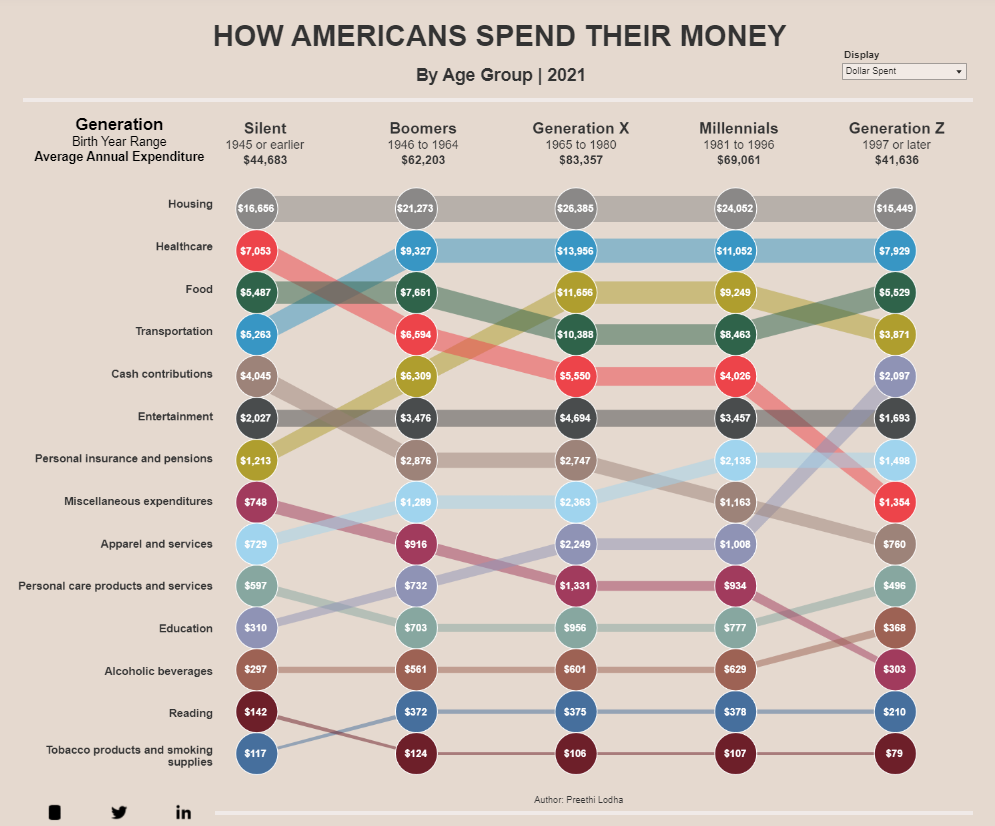 HOW AMERICANS SPEND THEIR MONEY
By Age Group | 2021
Display
Dollar Spent
Generation
Birth Year Range
Average Annual Expenditure
Silent
1945 or earlier
$44,683
Boomers
1946 to 1964
$62,203
Generation X
1965 to 1980
$83,357
Millennials
1981 to 1996
$69,061
Generation Z
1997 or later
$41,636
Housing $16,656 $21,273 $26,385 $24,052 $15,449
Healthcare $7,053 $9,327 $13,956 $11,052 $7,929
Food $5,487 $7,651 $11,656 $9,249 $5,529
Transportation $5,263 $6,594 $10,388 $8,463 $3,871
Cash contributions $4,045 $6,309 $5,550 $4,026 $2,097
Entertainment $2,027 $3,476 $4,694 $3,457 $1,693
Personal insurance and pensions $1,213 $2,876 $2,747 $2,135 $1,498
Miscellaneous expenditures $748 $1,289 $2,363 $1,163 $1,354
Apparel and services $729 $916 $2,249 $1,008 $760
Personal care products and services $597 $732 $1,331 $934 $496
Education $310 $703 $956 $777 $368
Alcoholic beverages $297 $561 $601 $629 $303
Reading $142 $372 $375 $378 $210
Tobacco products and smoking
supplies $117 $124 $106 $107 $79
Author: Preethi Lodha
in